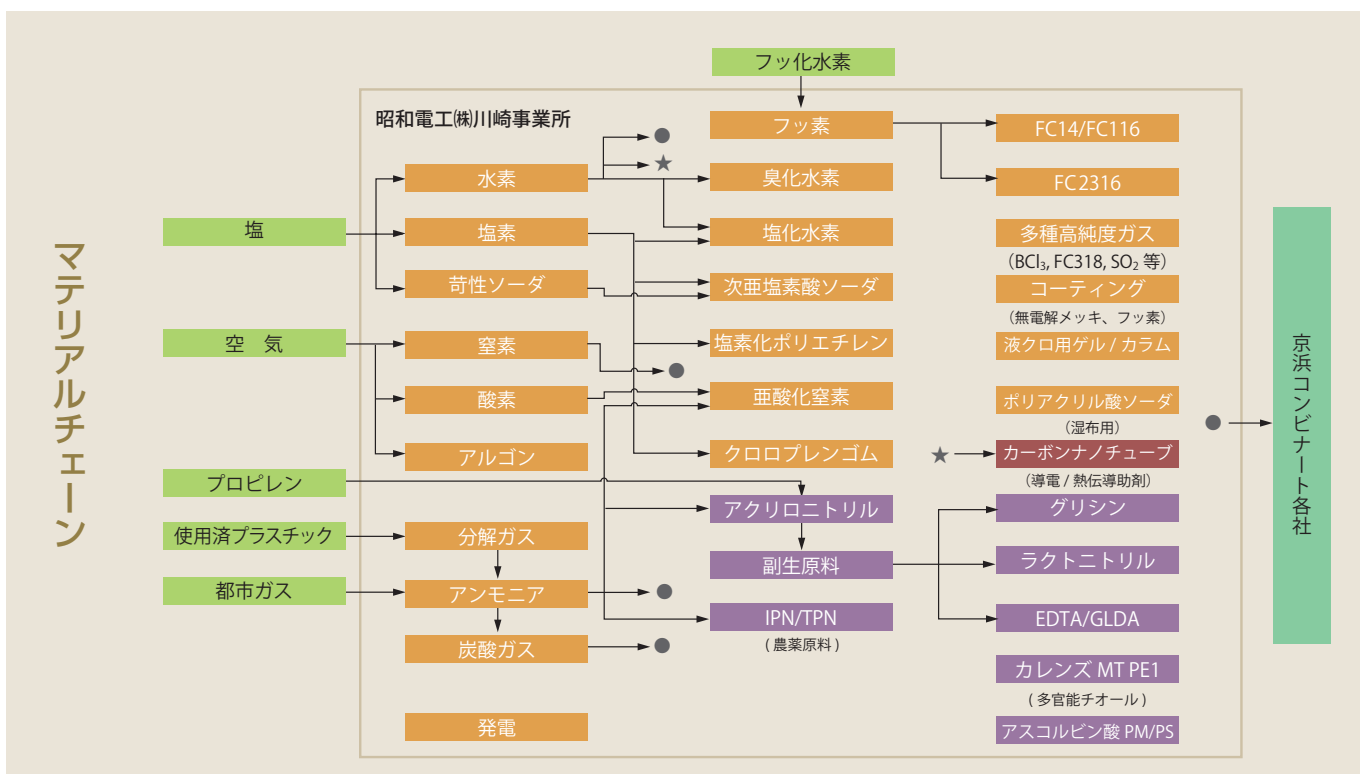 マテリアルチェーン
フッ化水素
昭和電工㈱川崎事業所
フッ素
FC14/FC116
水素
臭化水素
FC2316
塩
塩素
塩化水素
多種高純度ガス
（BCl₃, FC318, SO₂ 等）
苛性ソーダ
次亜塩素酸ソーダ
コーティング
（無電解メッキ、フッ素）
空　気
窒素
塩素化ポリエチレン
液クロ用ゲル / カラム
酸素
亜酸化窒素
ポリアクリル酸ソーダ
（湿布用）
アルゴン
クロロプレンゴム
カーボンナノチューブ
（導電 / 熱伝導助剤）
プロピレン
アクリロニトリル
グリシン
使用済プラスチック
分解ガス
副生原料
ラクトニトリル
都市ガス
アンモニア
IPN/TPN
( 農薬原料 )
EDTA/GLDA
炭酸ガス
カレンズ MT PE1
( 多官能チオール )
発電
アスコルビン酸 PM/PS
京浜コンビナート各社